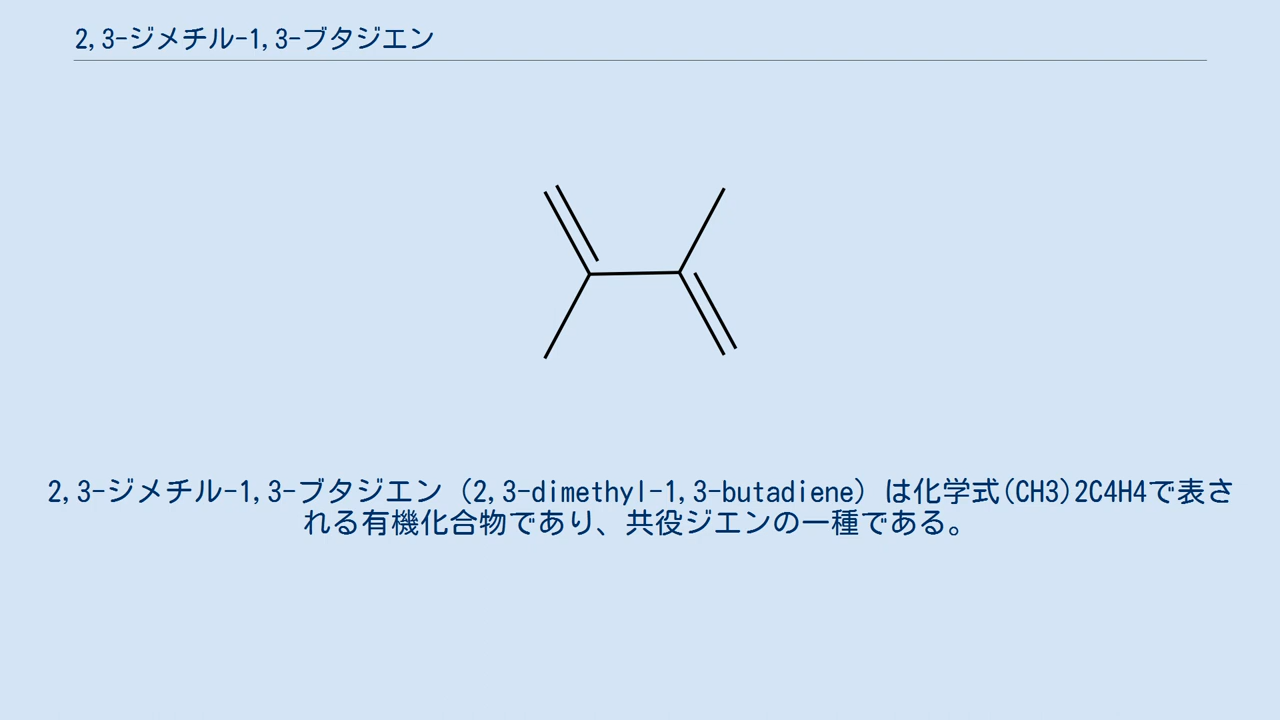 2,3-ジメチル-1,3-ブタジエン
2,3-ジメチル-1,3-ブタジエン（2,3-dimethyl-1,3-butadiene）は化学式(CH3)2C4H4で表さ
れる有機化合物であり、共役ジエンの一種である。